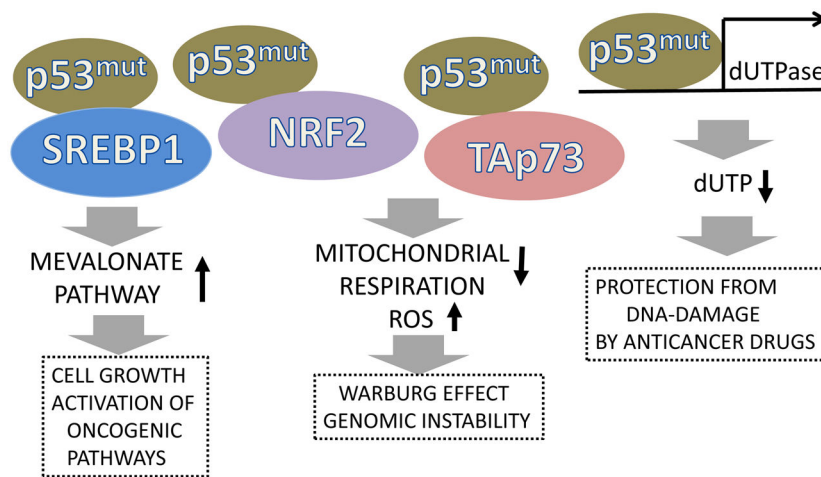 p53mut
SREBP1
MEVALONATE
PATHWAY
CELL GROWTH
ACTIVATION OF
ONCOGENIC
PATHWAYS
p53mut
NRF2
p53mut
TAp73
MITOCHONDRIAL
RESPIRATION
ROS
WARBURG EFFECT
GENOMIC INSTABILITY
p53mut
dUTPase
dUTP
PROTECTION FROM
DNA-DAMAGE
BY ANTICANCER DRUGS